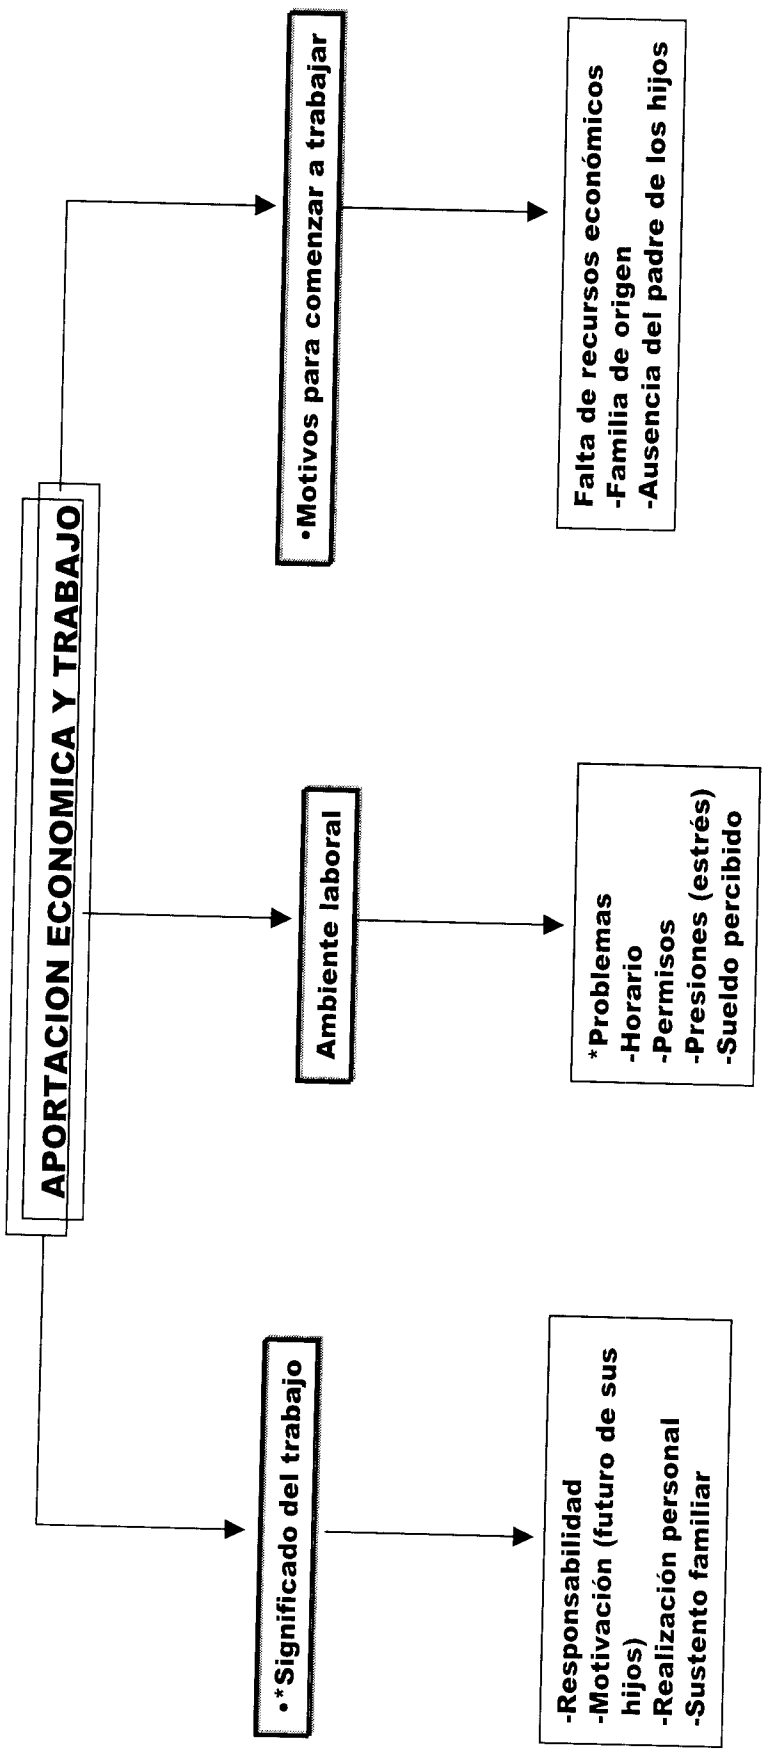 APORTACION ECONOMICA Y TRABAJO
•*Significado del trabajo
-Responsabilidad
-Motivación (futuro de sus
hijos)
-Realización personal
-Sustento familiar
Ambiente laboral
*Problemas
-Horario
-Permisos
-Presiones (estrés)
-Sueldo percibido
•Motivos para comenzar a trabajar
Falta de recursos económicos
-Familia de origen
-Ausencia del padre de los hijos